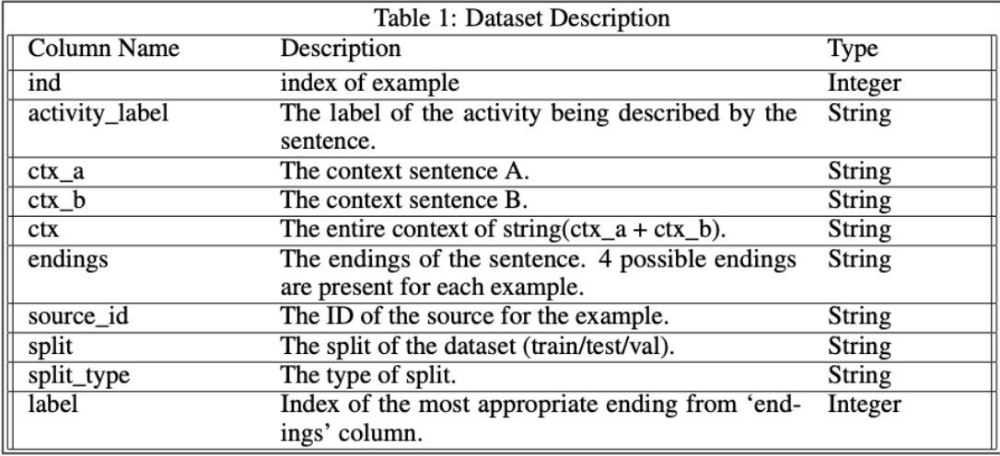 Table 1: Dataset Description
Column Name Description Type
ind index of example Integer
activity_label The label of the activity being described by the String
sentence.
ctx_a The context sentence A. String
ctx_b The context sentence B. String
ctx The entire context of string(ctx_a + ctx_b). String
endings The endings of the sentence. 4 possible endings String
are present for each example.
source_id The ID of the source for the example. String
split The split of the dataset (train/test/val). String
split_type The type of split. String
label Index of the most appropriate ending from ‘end- Integer
ings’ column.